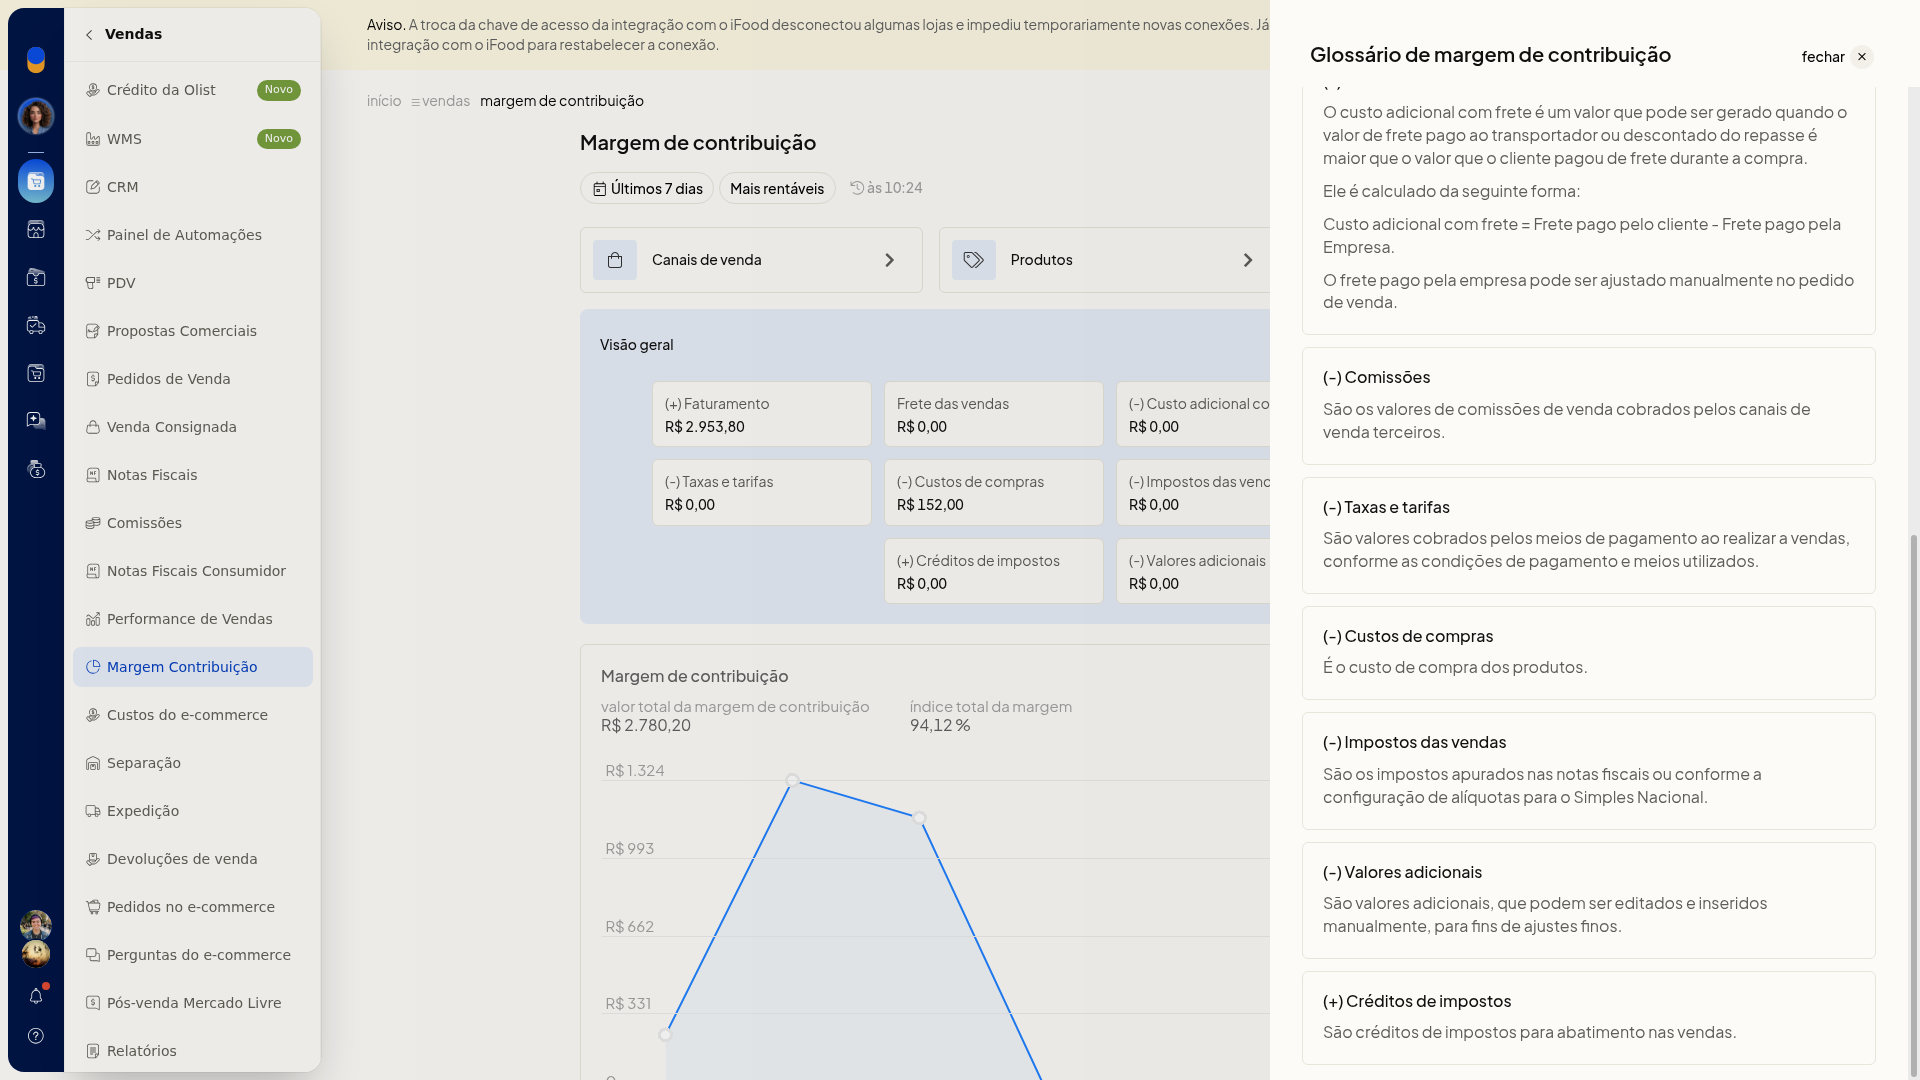 Vendas
Crédito da Olist
Novo
WMS
Novo
CRM
Painel de Automações
PDV
Propostas Comerciais
Pedidos de Venda
Venda Consignada
Notas Fiscais
Comissões
Notas Fiscais Consumidor
Performance de Vendas
Margem Contribuição
Custos do e-commerce
Separação
Expedição
Devoluções de venda
Pedidos no e-commerce
Perguntas do e-commerce
Pós-venda Mercado Livre
Relatórios
Aviso. A troca da chave de acesso da integração com o iFood desconectou algumas lojas e impediu temporariamente novas conexões. Já
integração com o iFood para restabelecer a conexão.
início vendas margem de contribuição
Margem de contribuição
Últimos 7 dias
Mais rentáveis
às 10:24
Canais de venda
Produtos
Visão geral
(+) Faturamento
R$ 2.953,80
Frete das vendas
R$ 0,00
(-) Custo adicional co
R$ 0,00
(-) Taxas e tarifas
R$ 0,00
(-) Custos de compras
R$ 152,00
(-) Impostos das vend
R$ 0,00
(+) Créditos de impostos
R$ 0,00
(-) Valores adicionais
R$ 0,00
Margem de contribuição
valor total da margem de contribuição
R$ 2.780,20
índice total da margem
94,12 %
R$ 1.324
R$ 993
R$ 662
R$ 331
Glossário de margem de contribuição
fechar
O custo adicional com frete é um valor que pode ser gerado quando o
valor de frete pago ao transportador ou descontado do repasse é
maior que o valor que o cliente pagou de frete durante a compra.
Ele é calculado da seguinte forma:
Custo adicional com frete = Frete pago pelo cliente - Frete pago pela
Empresa.
O frete pago pela empresa pode ser ajustado manualmente no pedido
de venda.
(-) Comissões
São os valores de comissões de venda cobrados pelos canais de
venda terceiros.
(-) Taxas e tarifas
São valores cobrados pelos meios de pagamento ao realizar a vendas,
conforme as condições de pagamento e meios utilizados.
(-) Custos de compras
É o custo de compra dos produtos.
(-) Impostos das vendas
São os impostos apurados nas notas fiscais ou conforme a
configuração de alíquotas para o Simples Nacional.
(-) Valores adicionais
São valores adicionais, que podem ser editados e inseridos
manualmente, para fins de ajustes finos.
(+) Créditos de impostos
São créditos de impostos para abatimento nas vendas.